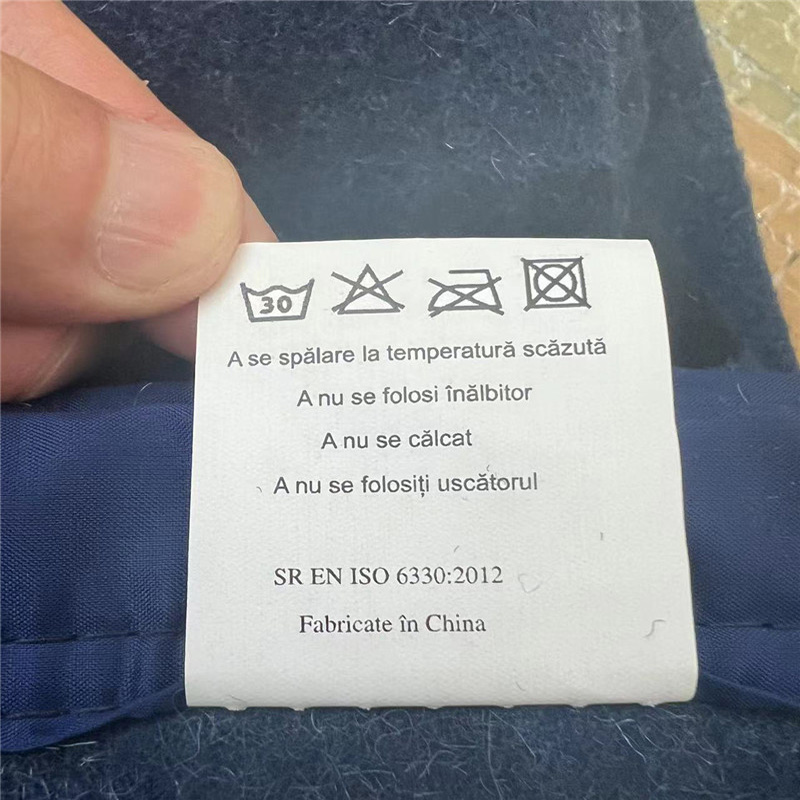 30
A se spălare la temperatură scăzută
A nu se folosi înălbitor
A nu se călcat
A nu se folosiți uscătorul
SR EN ISO 6330:2012
Fabricate în China